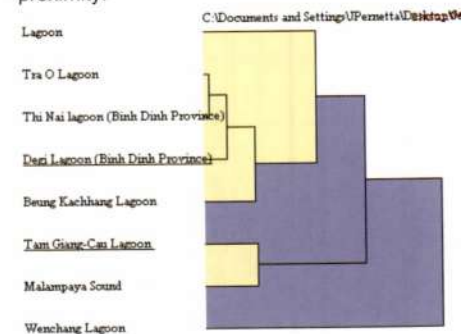 C:\Documents and Settings\JPernetta\Desktop\
Lagoon
Tra O Lagoon
Thi Nai lagoon (Binh Dinh Province)
Degi Lagoon (Binh Dinh Province)
Beung Kachhang Lagoon
Tam Giang-Cau Lagoon
Malampaya Sound
Wenchang Lagoon